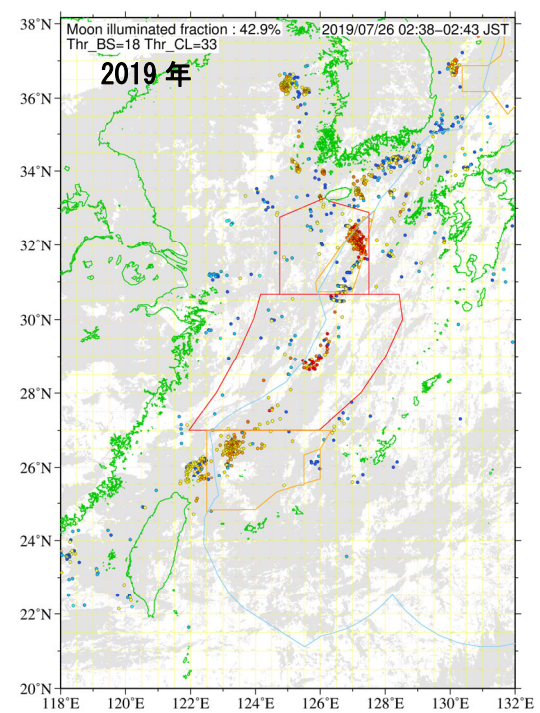 Moon illuminated fraction : 42.9% 2019/07/26 02:38−02:43 JST
Thr_BS=18 Thr_CL=33
2019 年
38°N
36°N
34°N
32°N
30°N
28°N
26°N
24°N
22°N
20°N
118°E 120°E 122°E 124°E 126°E 128°E 130°E 132°E